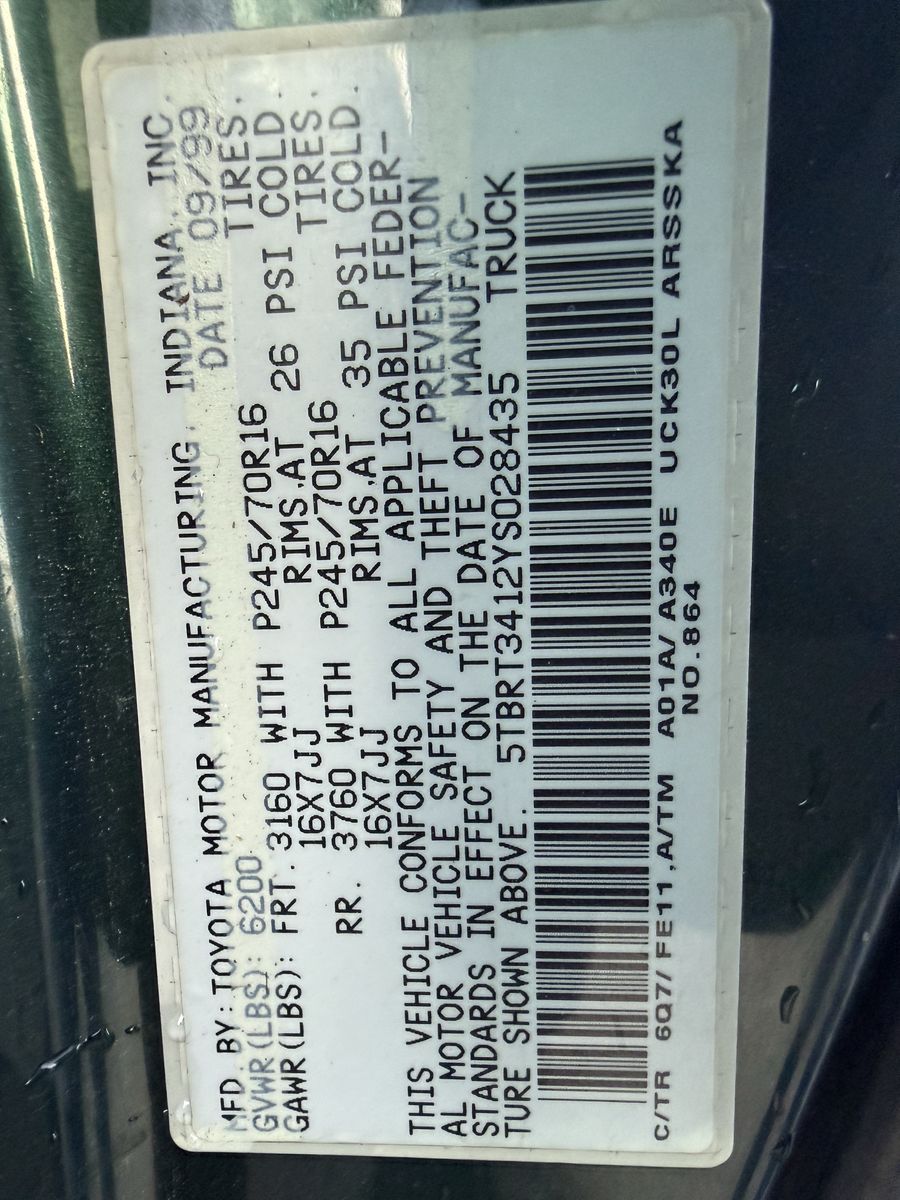 MFD. BY: TOYOTA MOTOR MANUFACTURING, INDIANA, INC.
GVWR(LBS): 6200 DATE 09/99
GAWR(LBS): FRT. 3160 WITH P245/70R16 TIRES.
16X7JJ RIMS.AT 26 PSI COLD.
RR. 3760 WITH P245/70R16 TIRES.
16X7JJ RIMS.AT 35 PSI COLD.
THIS VEHICLE CONFORMS TO ALL APPLICABLE FEDER-
AL MOTOR VEHICLE SAFETY AND THEFT PREVENTION
STANDARDS IN EFFECT ON THE DATE OF MANUFAC-
TURE SHOWN ABOVE. 5TBRT3412YS028435 TRUCK
C/TR 6Q7/FE11,A/TM A01A/A340E UCK30L ARSSKA
NO.864